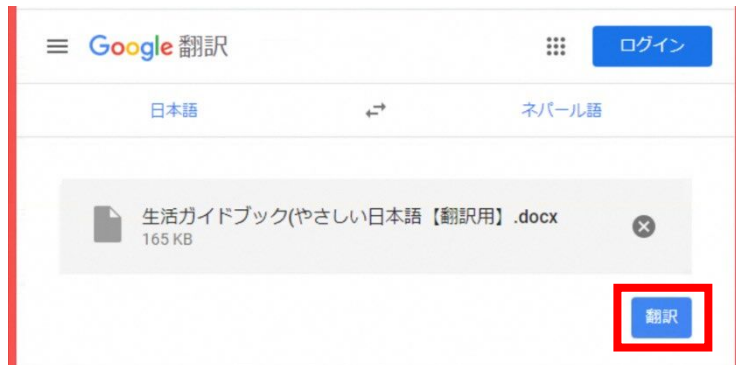 Google 翻訳
ログイン
日本語
ネパール語
生活ガイドブック(やさしい日本語【翻訳用】.docx
165 KB
翻訳